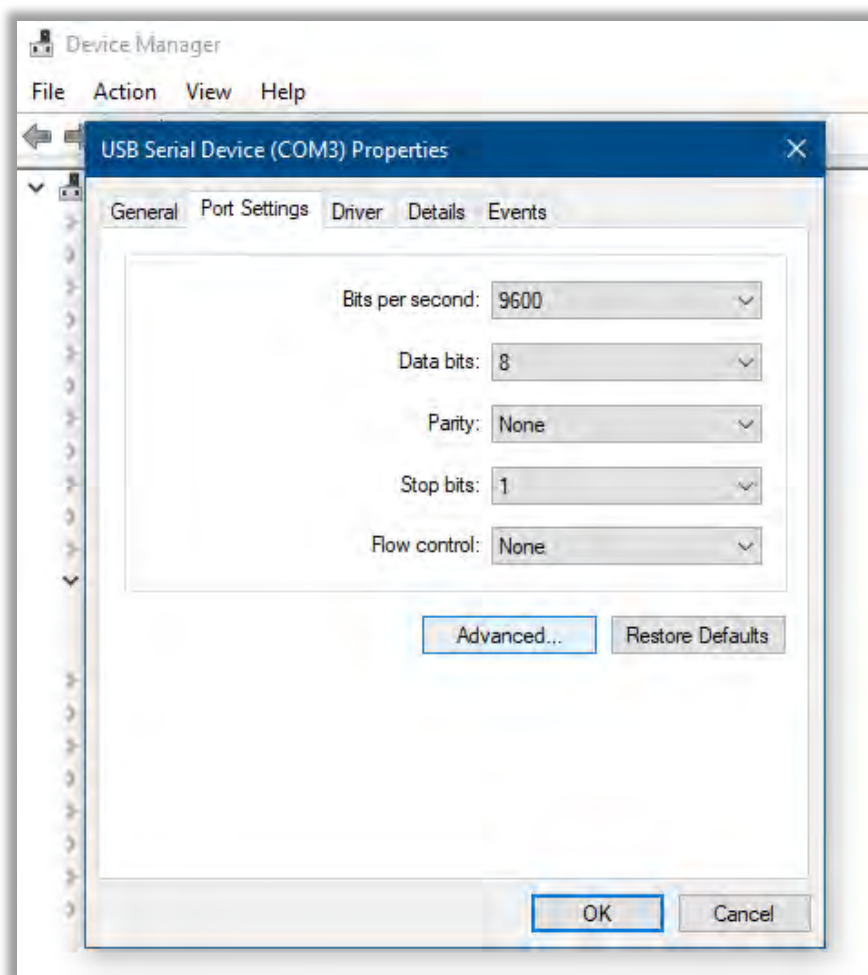 Device Manager
File Action View Help
USB Serial Device (COM3) Properties
General Port Settings Driver Details Events
Bits per second: 9600
Data bits: 8
Parity: None
Stop bits: 1
Flow control: None
Advanced... Restore Defaults
OK Cancel